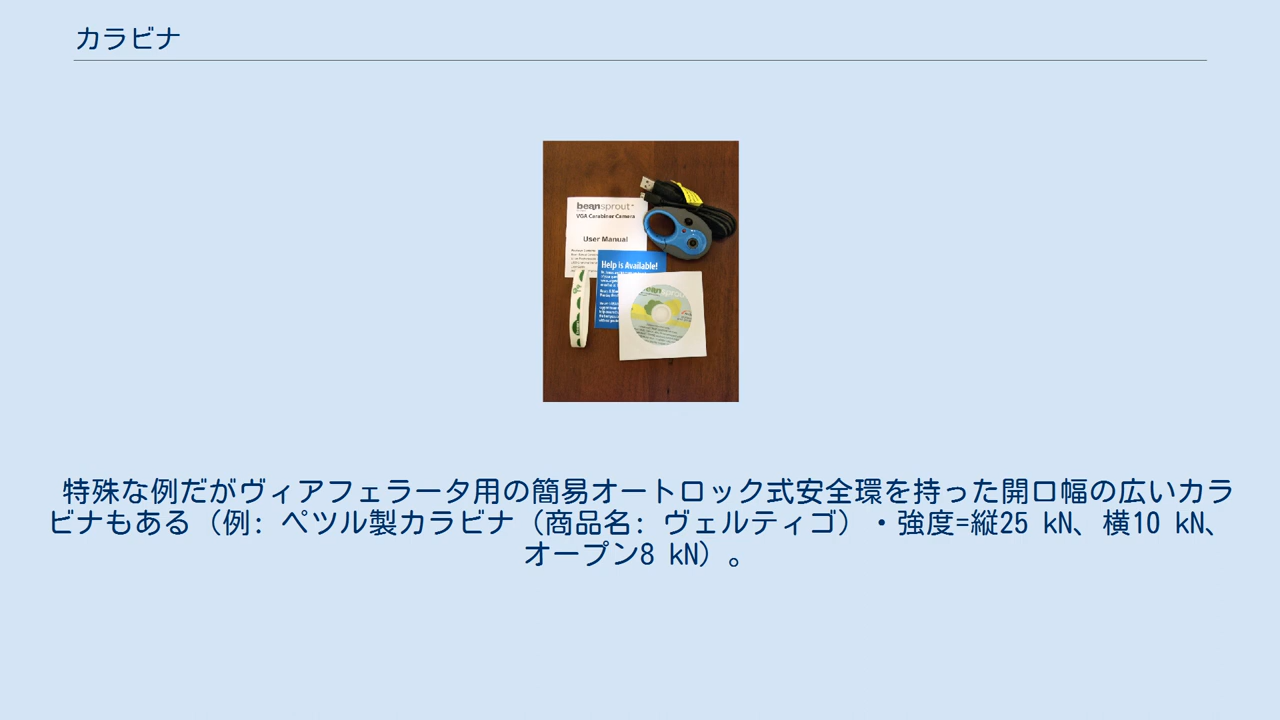 カラビナ
beansprout
VGA Carabiner Camera
User Manual
Help is Available!
bean
特殊な例だがヴィアフェラータ用の簡易オートロック式安全環を持った開口幅の広いカラ
ビナもある（例: ペツル製カラビナ（商品名: ヴェルティゴ）・強度=縦25 kN、横10 kN、
オープン8 kN）。